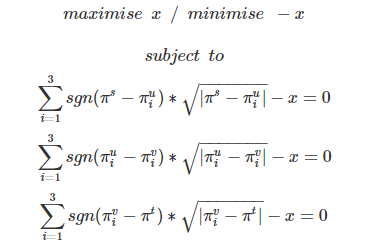 maximise x / minimise − x
subject to
∑_{i=1}^{3} sgn(π^s − π_i^u) ∗ √|π^s − π_i^u| − x = 0
∑_{i=1}^{3} sgn(π_i^u − π_i^v) ∗ √|π_i^u − π_i^v| − x = 0
∑_{i=1}^{3} sgn(π_i^v − π^t) ∗ √|π_i^v − π^t| − x = 0